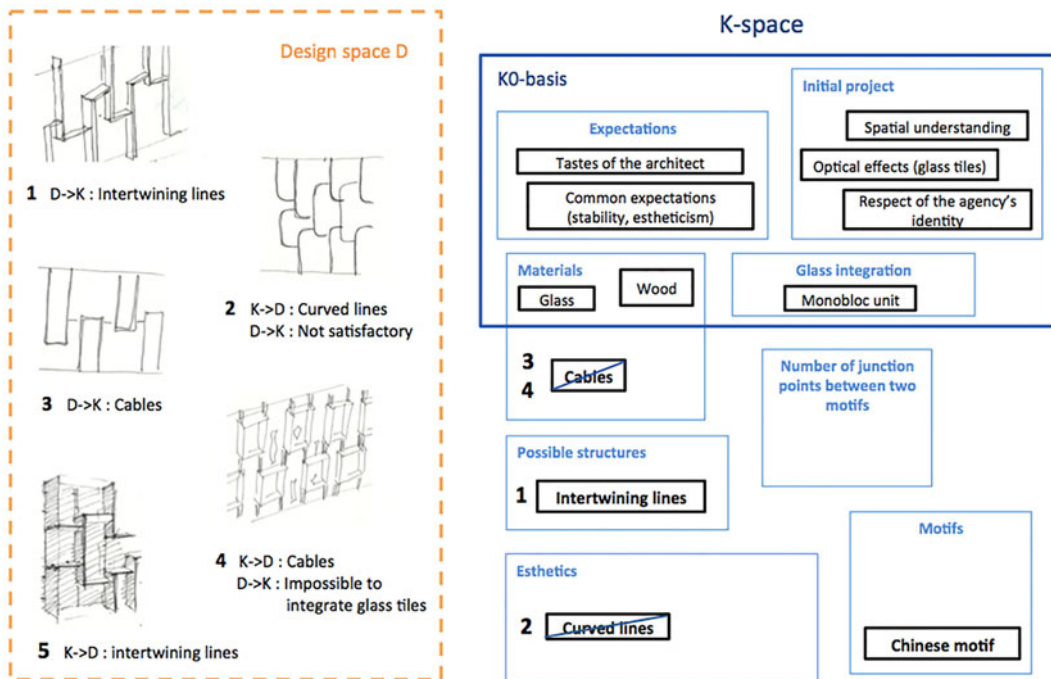 Design space D
1 D->K : Intertwining lines
2 K->D : Curved lines
D->K : Not satisfactory
3 D->K : Cables
4 K->D : Cables
D->K : Impossible to
integrate glass tiles
5 K->D : intertwining lines
K-space
K0-basis
Expectations
Tastes of the architect
Common expectations
(stability, estheticism)
Initial project
Spatial understanding
Optical effects (glass tiles)
Respect of the agency's
identity
Materials
Glass
Wood
Glass integration
Monobloc unit
3
4
Cables
Number of junction
points between two
motifs
Possible structures
1 Intertwining lines
Esthetics
2 Curved lines
Motifs
Chinese motif